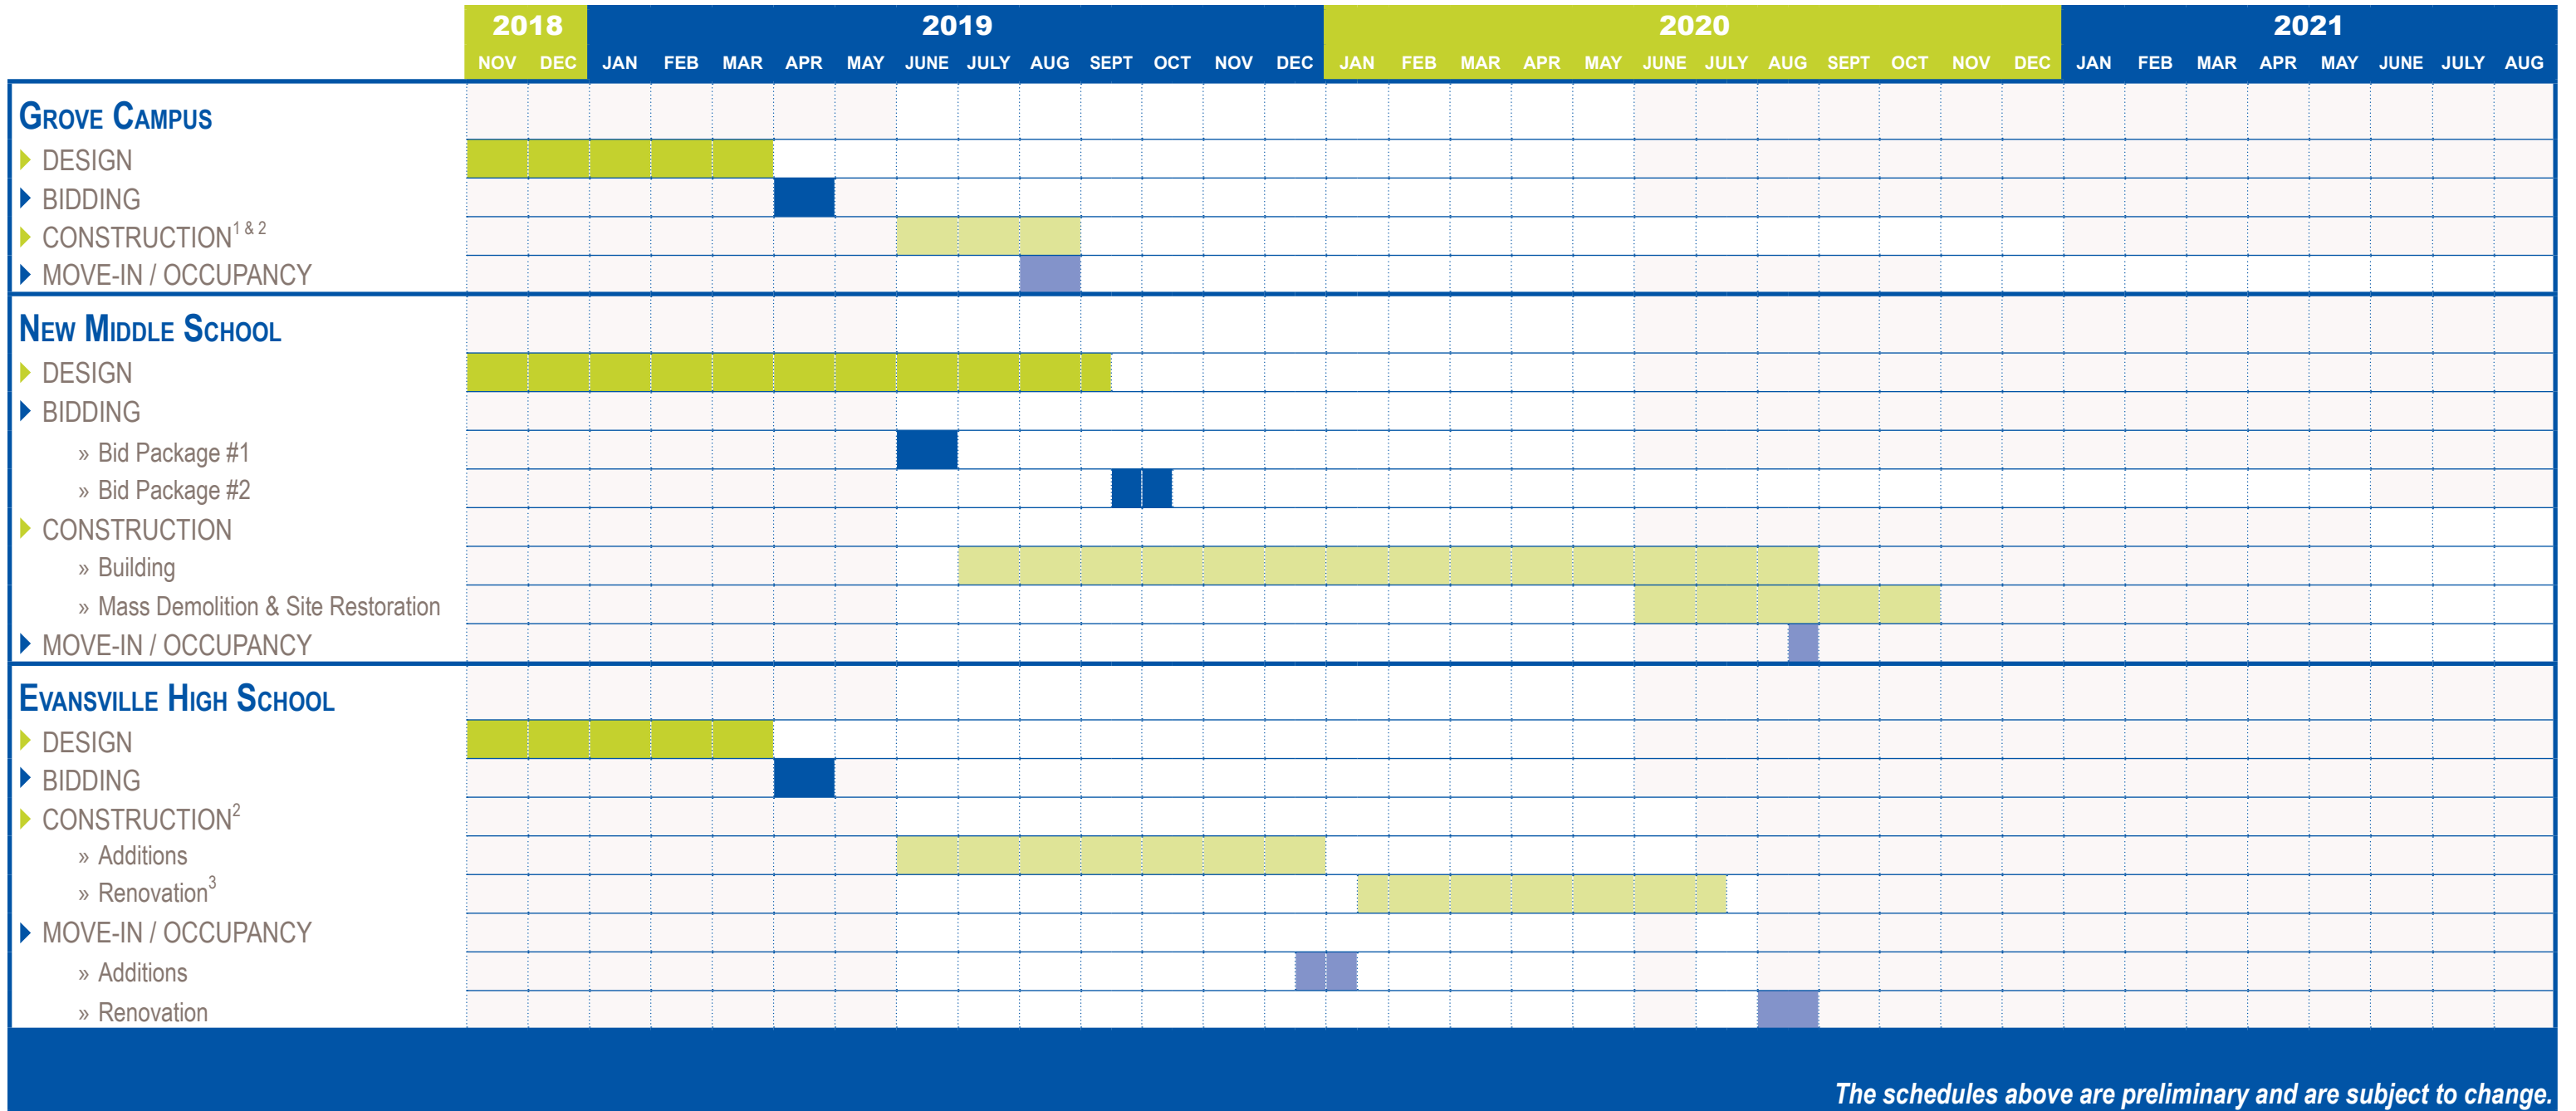 2018 2019 2020 2021
NOV DEC JAN FEB MAR APR MAY JUNE JULY AUG SEPT OCT NOV DEC JAN FEB MAR APR MAY JUNE JULY AUG SEPT OCT NOV DEC JAN FEB MAR APR MAY JUNE JULY AUG
GROVE CAMPUS
DESIGN
BIDDING
CONSTRUCTION1 & 2
MOVE-IN / OCCUPANCY
NEW MIDDLE SCHOOL
DESIGN
BIDDING
» Bid Package #1
» Bid Package #2
CONSTRUCTION
» Building
» Mass Demolition & Site Restoration
MOVE-IN / OCCUPANCY
EVANSVILLE HIGH SCHOOL
DESIGN
BIDDING
CONSTRUCTION2
» Additions
» Renovation3
MOVE-IN / OCCUPANCY
» Additions
» Renovation
The schedules above are preliminary and are subject to change.